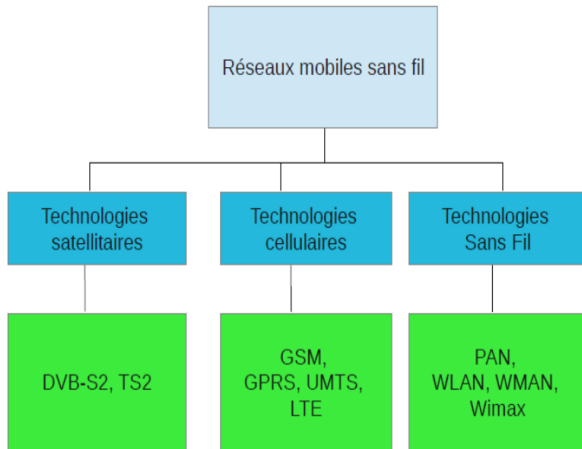 Réseaux mobiles sans fil
Technologies
satellitaires
Technologies
cellulaires
Technologies
Sans Fil
DVB-S2, TS2
GSM,
GPRS, UMTS,
LTE
PAN,
WLAN, WMAN,
Wimax